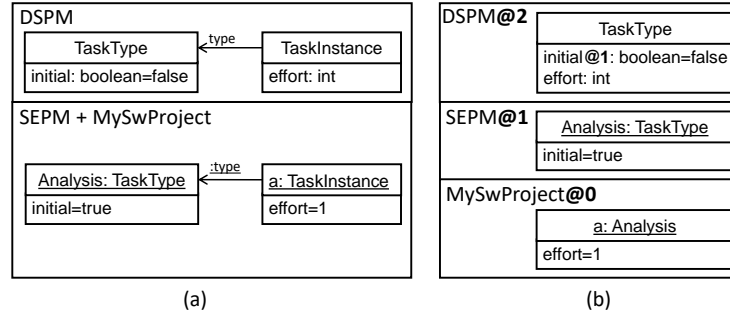 DSPM
TaskType
initial: boolean=false
type
TaskInstance
effort: int
SEPM + MySwProject
Analysis: TaskType
initial=true
:type
a: TaskInstance
effort=1
(a)
DSPM@2
TaskType
initial@1: boolean=false
effort: int
SEPM@1
Analysis: TaskType
initial=true
MySwProject@0
a: Analysis
effort=1
(b)